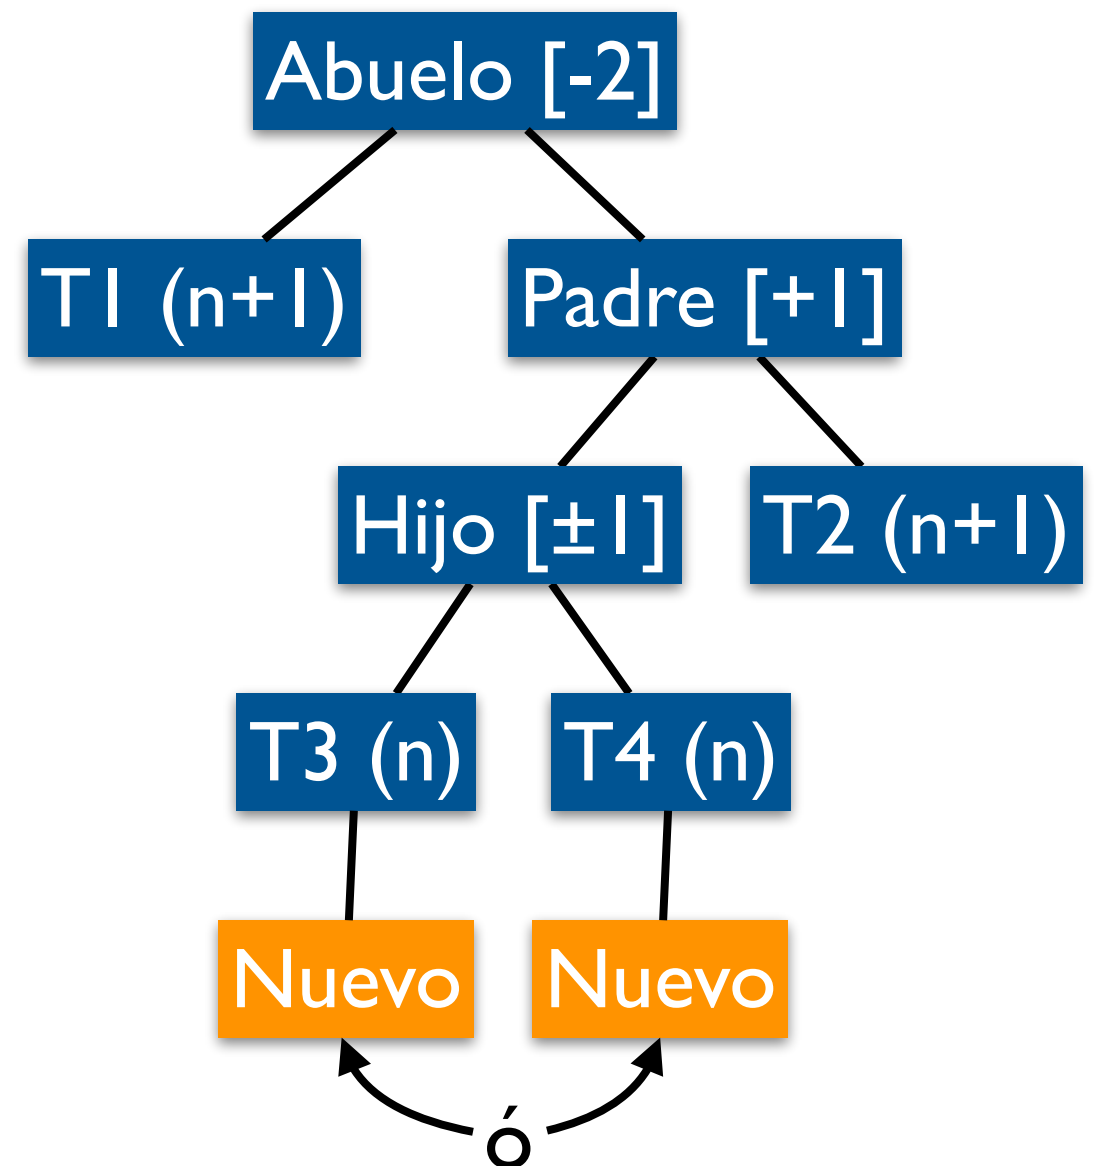 Abuelo [-2]
T1 (n+1)
Padre [+1]
Hijo [±1]
T2 (n+1)
T3 (n)
T4 (n)
Nuevo
Nuevo
ó